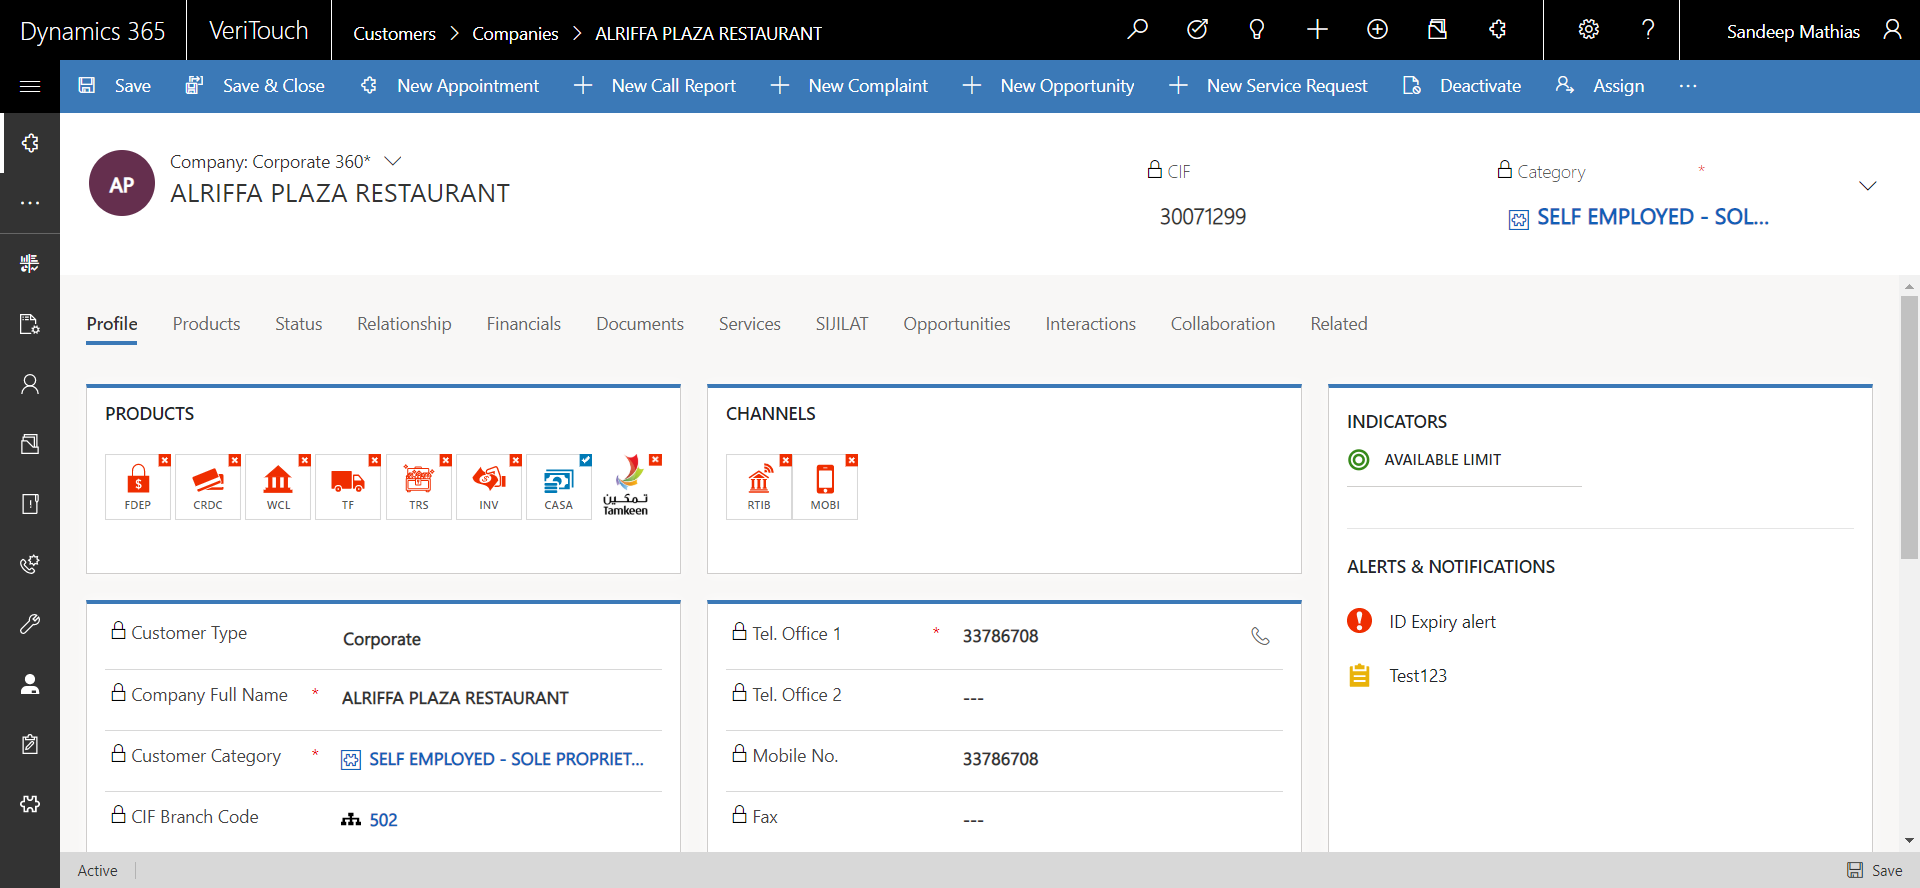 Dynamics 365
VeriTouch
Customers > Companies > ALRIFFA PLAZA RESTAURANT
Sandeep Mathias
Save
Save & Close
New Appointment
New Call Report
New Complaint
New Opportunity
New Service Request
Deactivate
Assign
AP
Company: Corporate 360*
ALRIFFA PLAZA RESTAURANT
CIF
30071299
Category *
SELF EMPLOYED - SOL...
Profile
Products
Status
Relationship
Financials
Documents
Services
SIJILAT
Opportunities
Interactions
Collaboration
Related
PRODUCTS
FDEP
CRDC
WCL
TF
TRS
INV
CASA
تمكين
Tamkeen
CHANNELS
RTIB
MOBI
INDICATORS
AVAILABLE LIMIT
ALERTS & NOTIFICATIONS
ID Expiry alert
Test123
Customer Type Corporate
Company Full Name * ALRIFFA PLAZA RESTAURANT
Customer Category * SELF EMPLOYED - SOLE PROPRIET...
CIF Branch Code 502
Tel. Office 1 * 33786708
Tel. Office 2 ---
Mobile No. 33786708
Fax ---
Active
Save